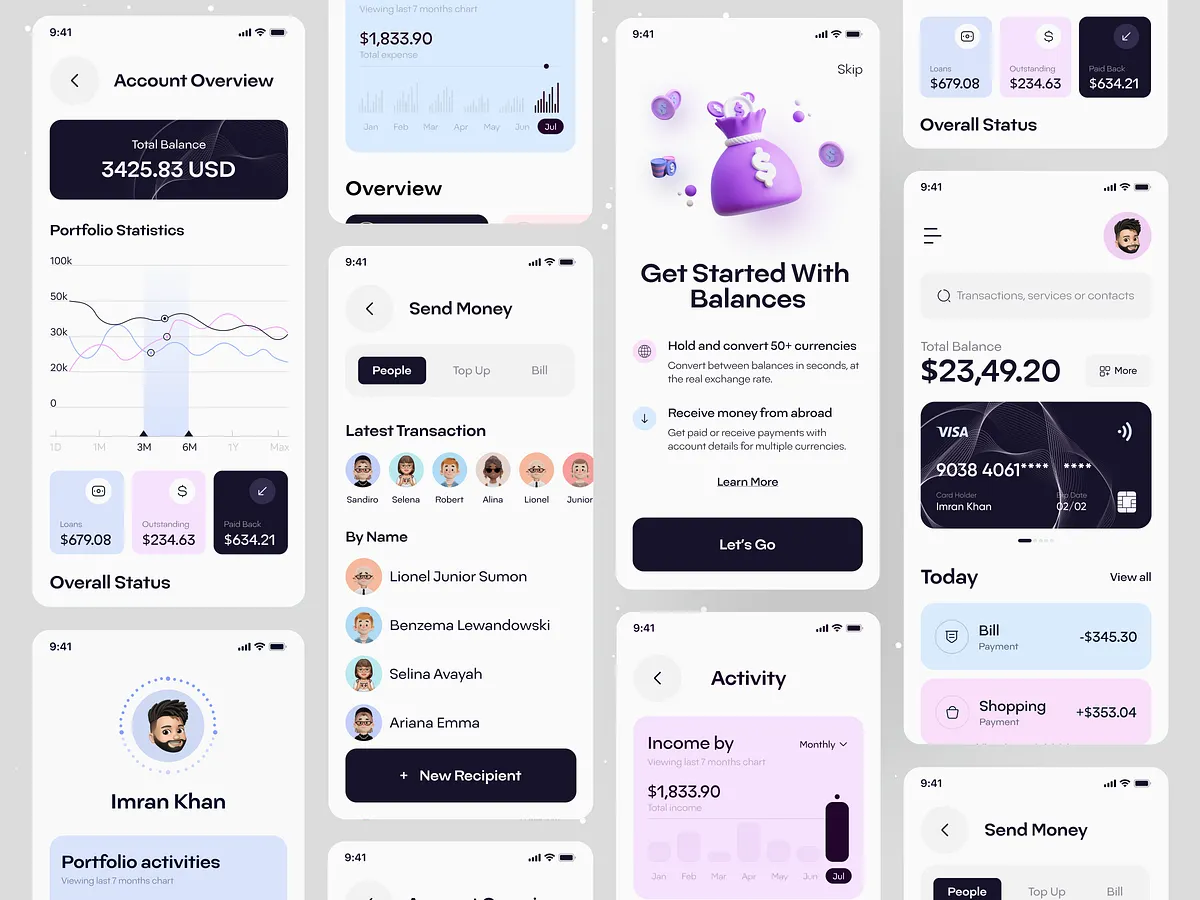 9:41
Account Overview
Total Balance
3425.83 USD
Portfolio Statistics
100k
50k
30k
20k
0
1D 1M 3M 6M 1Y Max
Loans
$679.08
Outstanding
$234.63
Paid Back
$634.21
Overall Status
9:41
Imran Khan
Portfolio activities
Viewing last 7 months chart
Viewing last 7 months chart
$1,833.90
Total expense
Jan Feb Mar Apr May Jun Jul
Overview
9:41
Send Money
People Top Up Bill
Latest Transaction
Sandiro Selena Robert Alina Lionel Junior
By Name
Lionel Junior Sumon
Benzema Lewandowski
Selina Avayah
Ariana Emma
+ New Recipient
9:41
9:41
Skip
$
Get Started With
Balances
Hold and convert 50+ currencies
Convert between balances in seconds, at
the real exchange rate.
Receive money from abroad
Get paid or receive payments with
account details for multiple currencies.
Learn More
Let's Go
9:41
Activity
Income by
Monthly
Viewing last 7 months chart
$1,833.90
Total income
Jan Feb Mar Apr May Jun Jul
Loans
$679.08
Outstanding
$234.63
Paid Back
$634.21
Overall Status
9:41
Transactions, services or contacts
Total Balance
$23,49.20
More
VISA
9038 4061**** ****
Card Holder
Imran Khan
Exp Date
02/02
Today
View all
Bill
Payment
-$345.30
Shopping
Payment
+$353.04
9:41
Send Money
People Top Up Bill